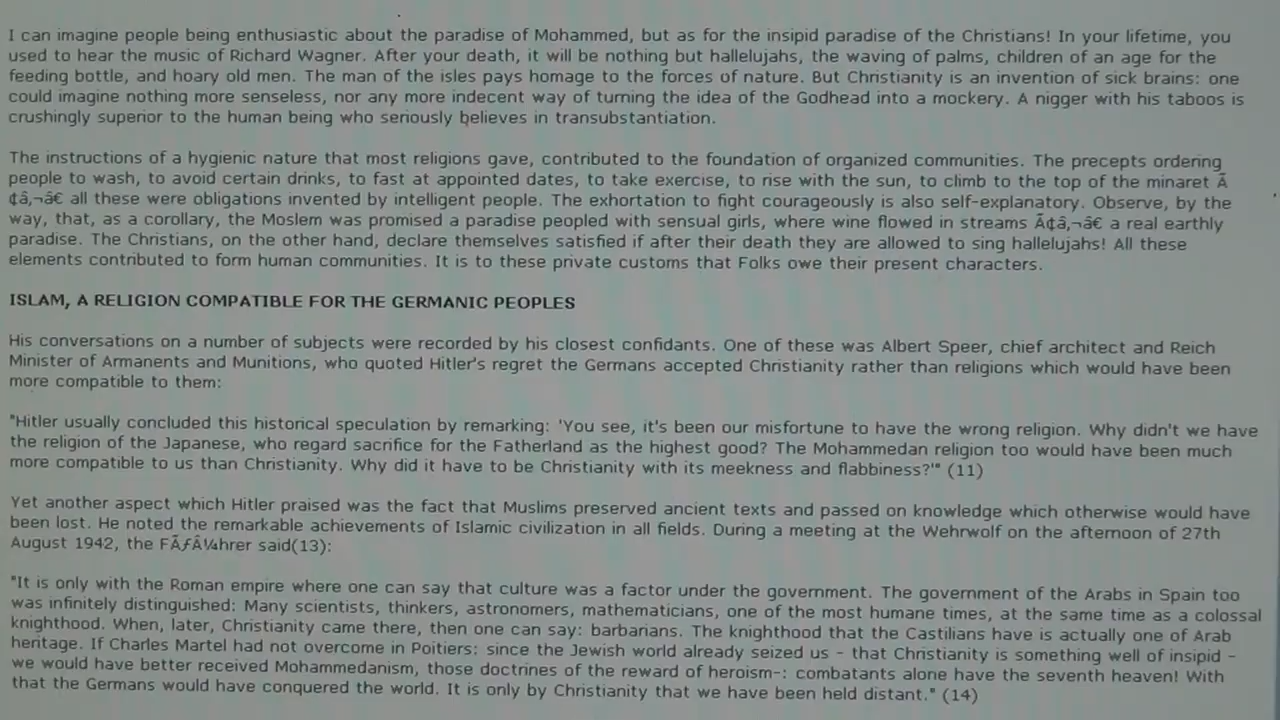 I can imagine people being enthusiastic about the paradise of Mohammed, but as for the insipid paradise of the Christians! In your lifetime, you
used to hear the music of Richard Wagner. After your death, it will be nothing but hallelujahs, the waving of palms, children of an age for the
feeding bottle, and hoary old men. The man of the isles pays homage to the forces of nature. But Christianity is an invention of sick brains: one
could imagine nothing more senseless, nor any more indecent way of turning the idea of the Godhead into a mockery. A nigger with his taboos is
crushingly superior to the human being who seriously believes in transubstantiation.
The instructions of a hygienic nature that most religions gave, contributed to the foundation of organized communities. The precepts ordering
people to wash, to avoid certain drinks, to fast at appointed dates, to take exercise, to rise with the sun, to climb to the top of the minaret Ã
¢â‚¬â€ all these were obligations invented by intelligent people. The exhortation to fight courageously is also self-explanatory. Observe, by the
way, that, as a corollary, the Moslem was promised a paradise peopled with sensual girls, where wine flowed in streams Ã¢â‚¬â€ a real earthly
paradise. The Christians, on the other hand, declare themselves satisfied if after their death they are allowed to sing hallelujahs! All these
elements contributed to form human communities. It is to these private customs that Folks owe their present characters.
ISLAM, A RELIGION COMPATIBLE FOR THE GERMANIC PEOPLES
His conversations on a number of subjects were recorded by his closest confidants. One of these was Albert Speer, chief architect and Reich
Minister of Armanents and Munitions, who quoted Hitler's regret the Germans accepted Christianity rather than religions which would have been
more compatible to them:
"Hitler usually concluded this historical speculation by remarking: 'You see, it's been our misfortune to have the wrong religion. Why didn't we have
the religion of the Japanese, who regard sacrifice for the Fatherland as the highest good? The Mohammedan religion too would have been much
more compatible to us than Christianity. Why did it have to be Christianity with its meekness and flabbiness?'" (11)
Yet another aspect which Hitler praised was the fact that Muslims preserved ancient texts and passed on knowledge which otherwise would have
been lost. He noted the remarkable achievements of Islamic civilization in all fields. During a meeting at the Wehrwolf on the afternoon of 27th
August 1942, the FÃƒÂ¼hrer said(13):
"It is only with the Roman empire where one can say that culture was a factor under the government. The government of the Arabs in Spain too
was infinitely distinguished: Many scientists, thinkers, astronomers, mathematicians, one of the most humane times, at the same time as a colossal
knighthood. When, later, Christianity came there, then one can say: barbarians. The knighthood that the Castilians have is actually one of Arab
heritage. If Charles Martel had not overcome in Poitiers: since the Jewish world already seized us - that Christianity is something well of insipid -
we would have better received Mohammedanism, those doctrines of the reward of heroism-: combatants alone have the seventh heaven! With
that the Germans would have conquered the world. It is only by Christianity that we have been held distant." (14)